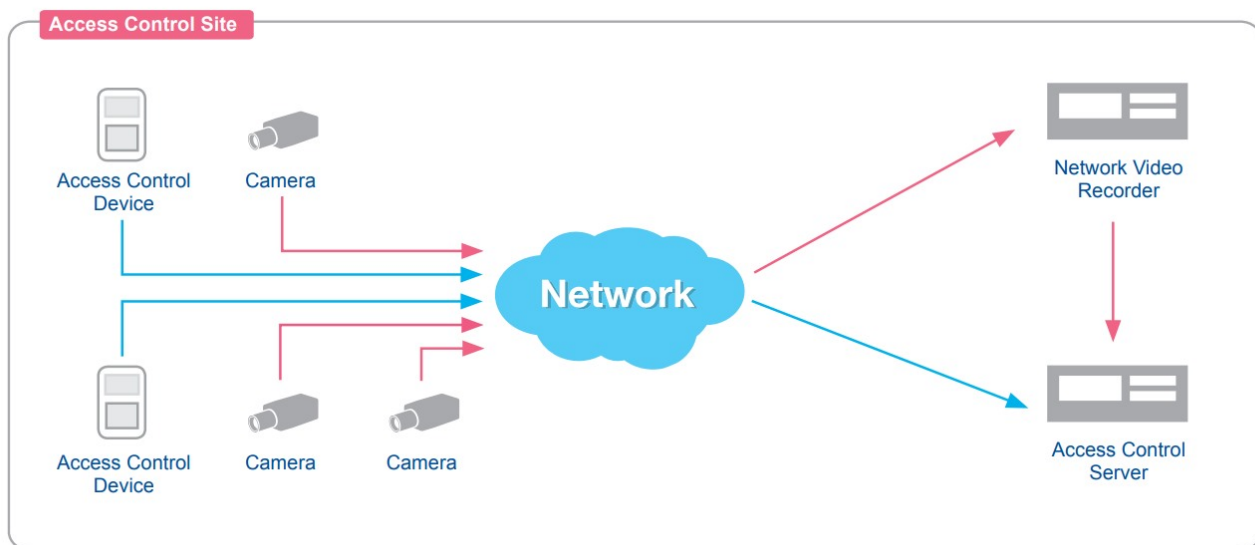 Access Control Site
Access Control
Device
Camera
Network Video
Recorder
Network
Access Control
Device
Camera
Camera
Access Control
Server